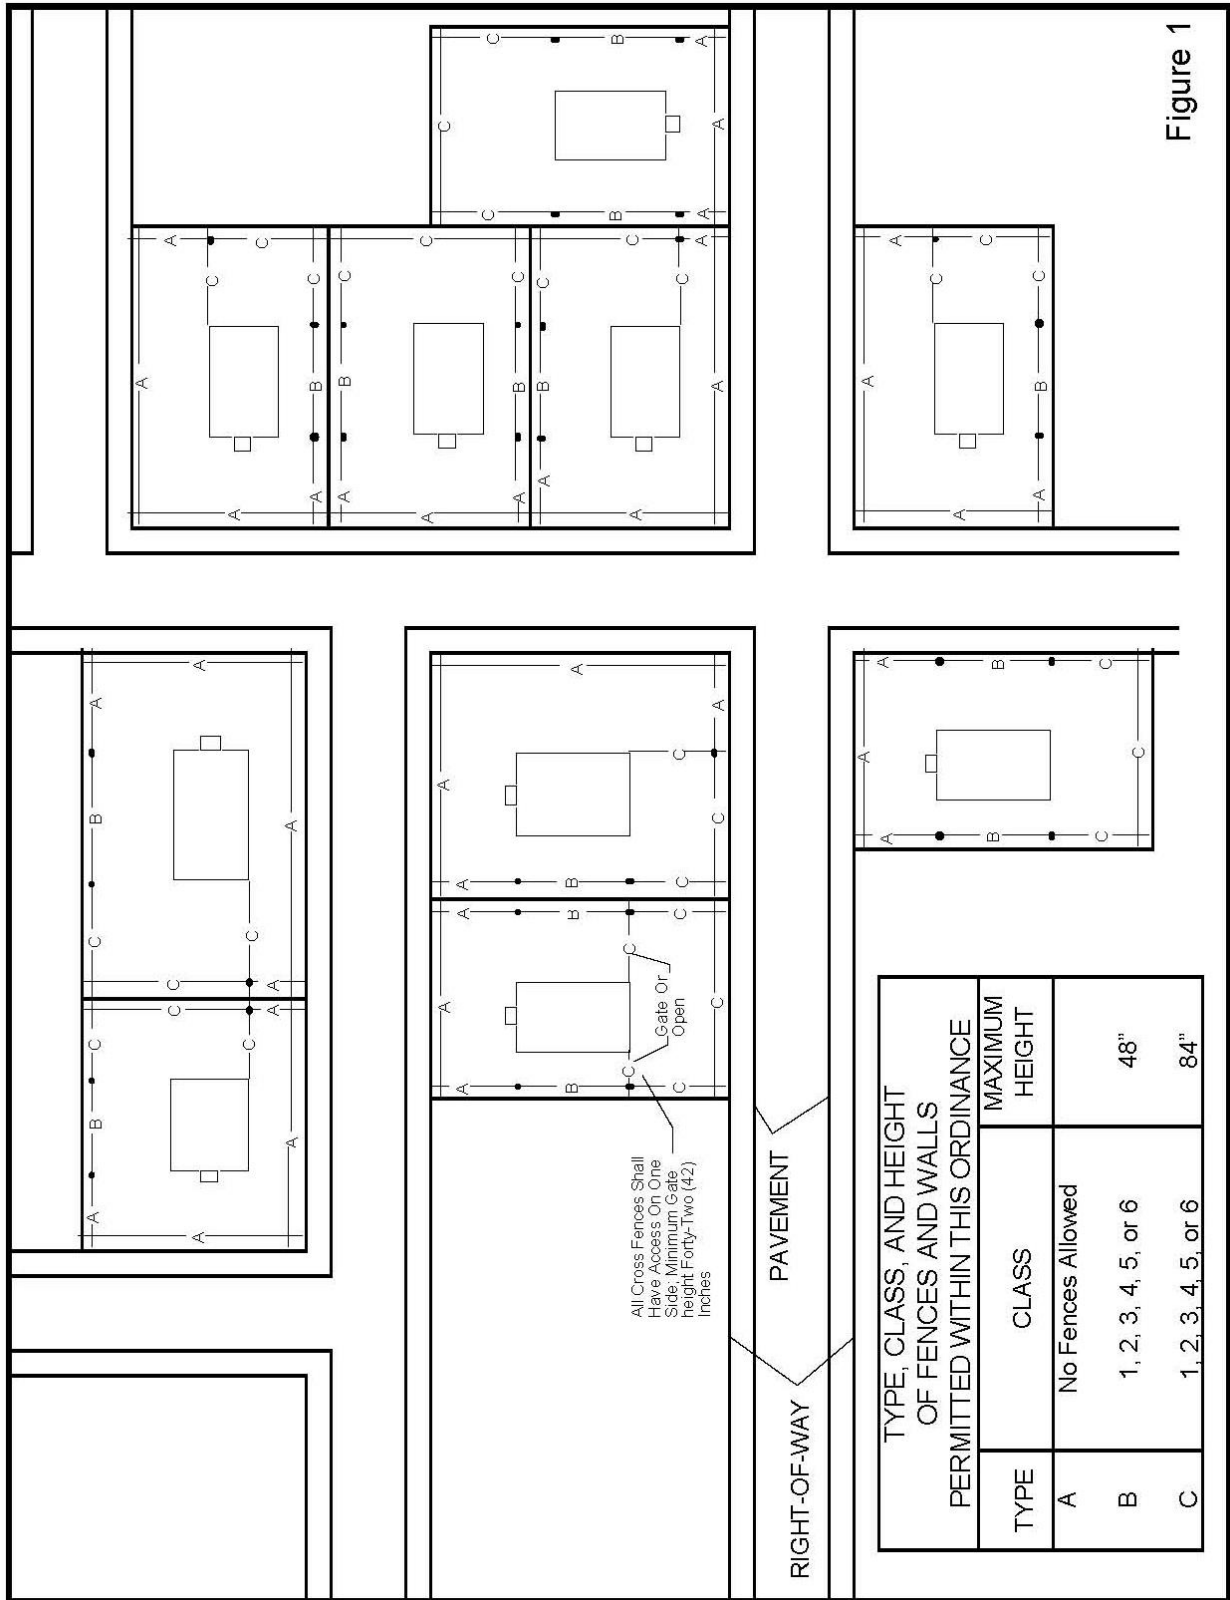 A B C C B A
C C
A A
C C
A A
A A
A
A
C
A C
A B C
A B C
A C
A B C
A B C
A C
C
A
A
C
C C
B B
A A
A
A A
A A A
A
B B B
C C
C C C C
C C A
Gate Or
Open
All Cross Fences Shall
Have Access On One
Side; Minimum Gate
height Forty-Two (42)
Inches
PAVEMENT
RIGHT-OF-WAY
A
A A
B B
C C
C
A
A
C
A C
A B C
TYPE, CLASS, AND HEIGHT
OF FENCES AND WALLS
PERMITTED WITHIN THIS ORDINANCE
TYPE CLASS MAXIMUM HEIGHT
A No Fences Allowed
B 1, 2, 3, 4, 5, or 6 48"
C 1, 2, 3, 4, 5, or 6 84"
Figure 1